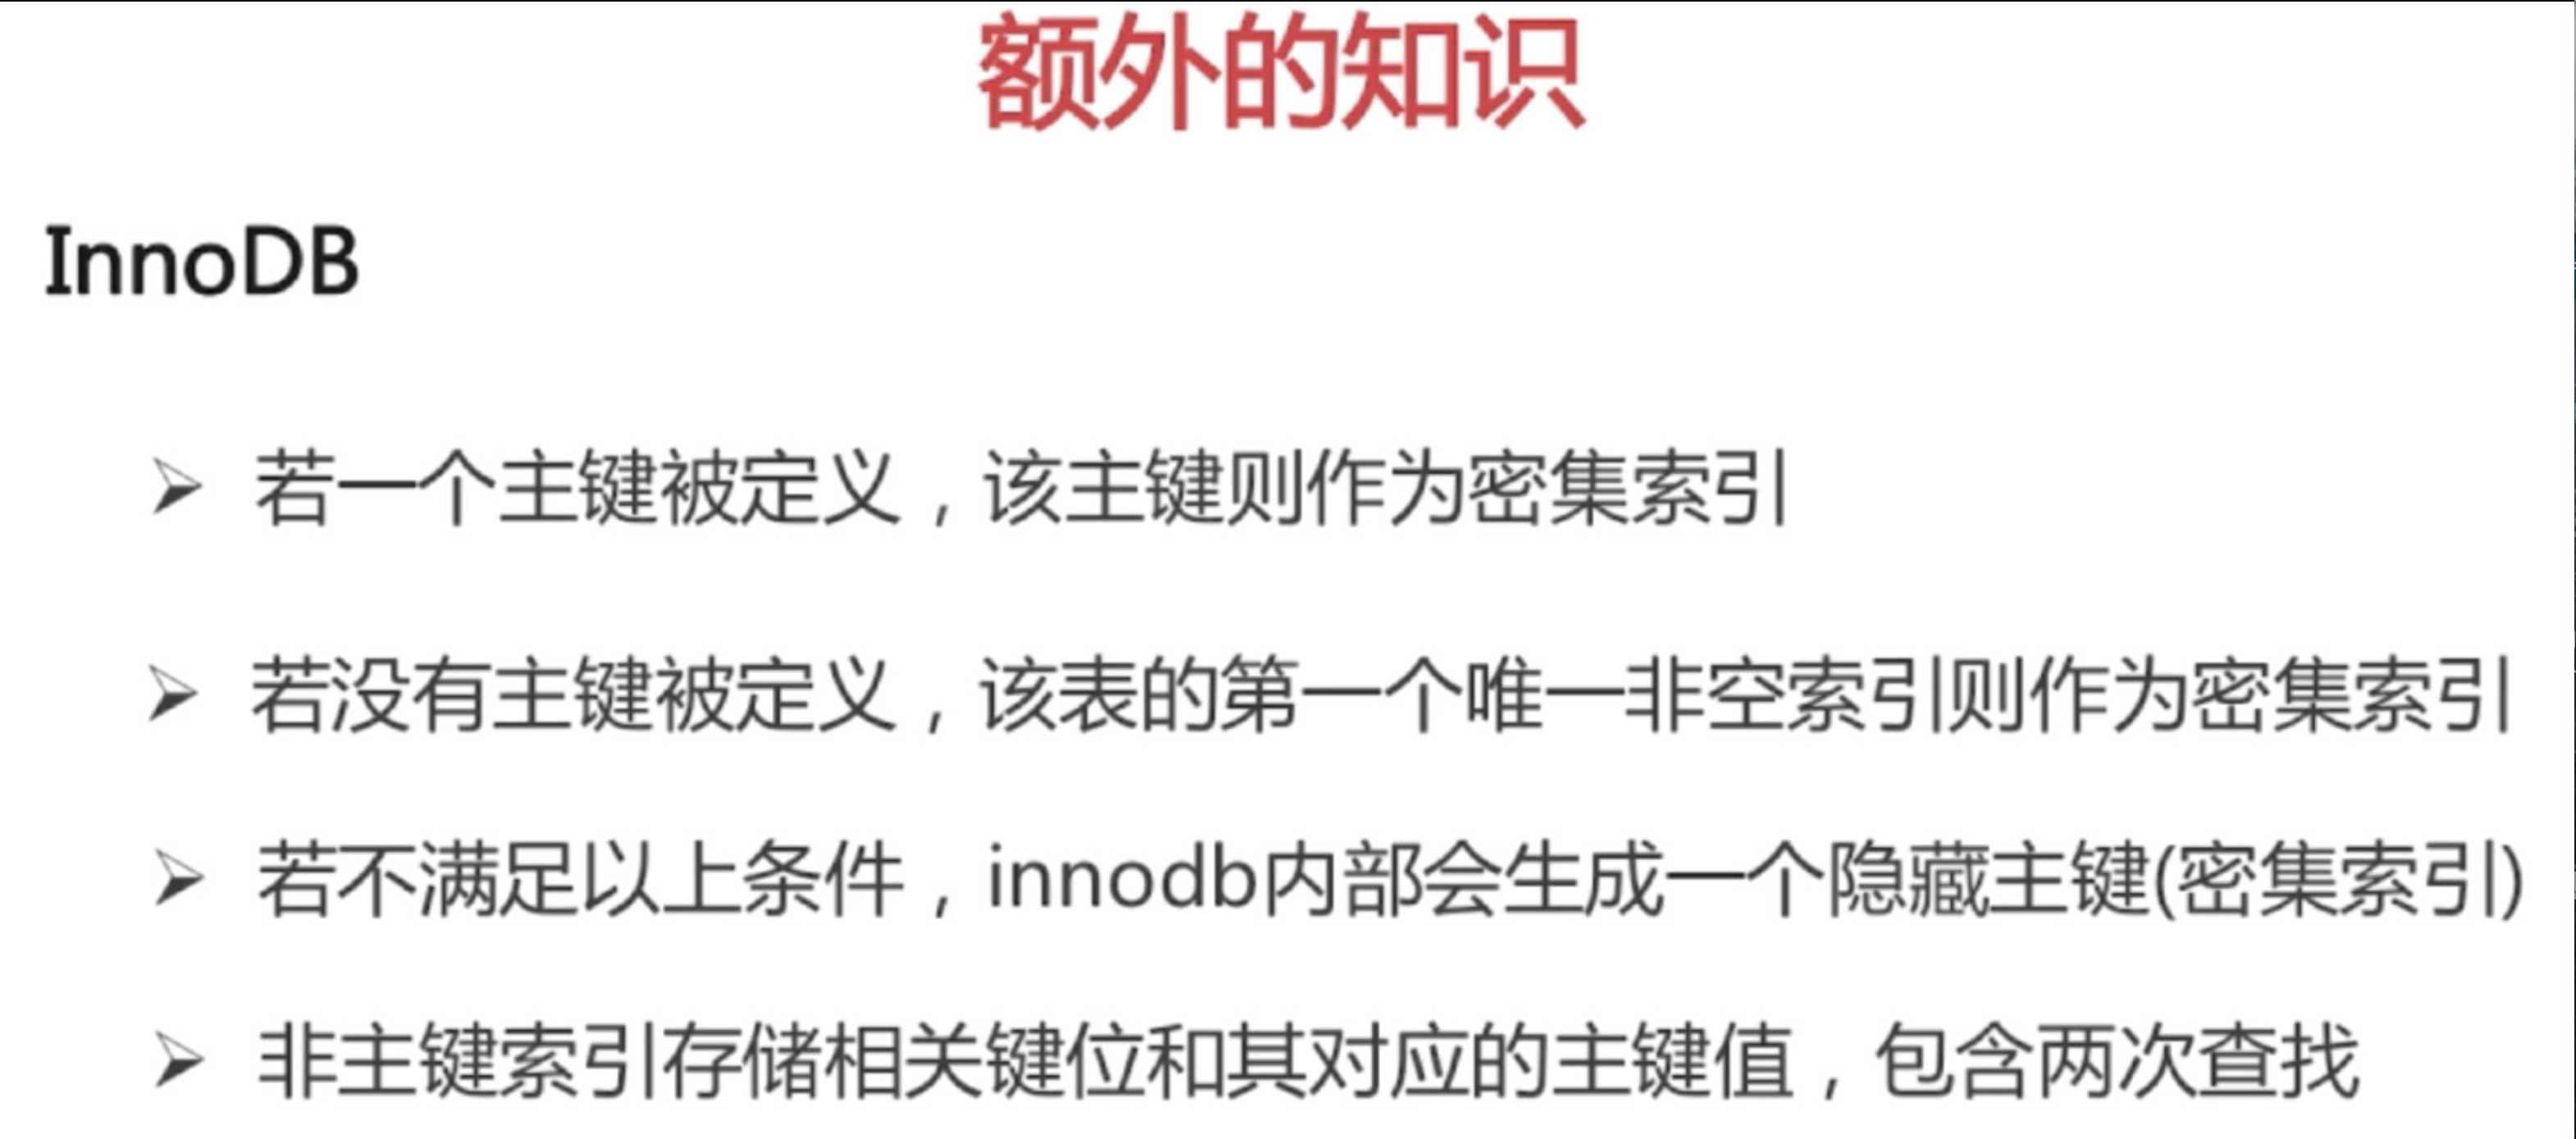 额外的知识
InnoDB
若一个主键被定义，该主键则作为密集索引
若没有主键被定义，该表的第一个唯一非空索引则作为密集索引
若不满足以上条件，innodb内部会生成一个隐藏主键(密集索引)
非主键索引存储相关键位和其对应的主键值，包含两次查找